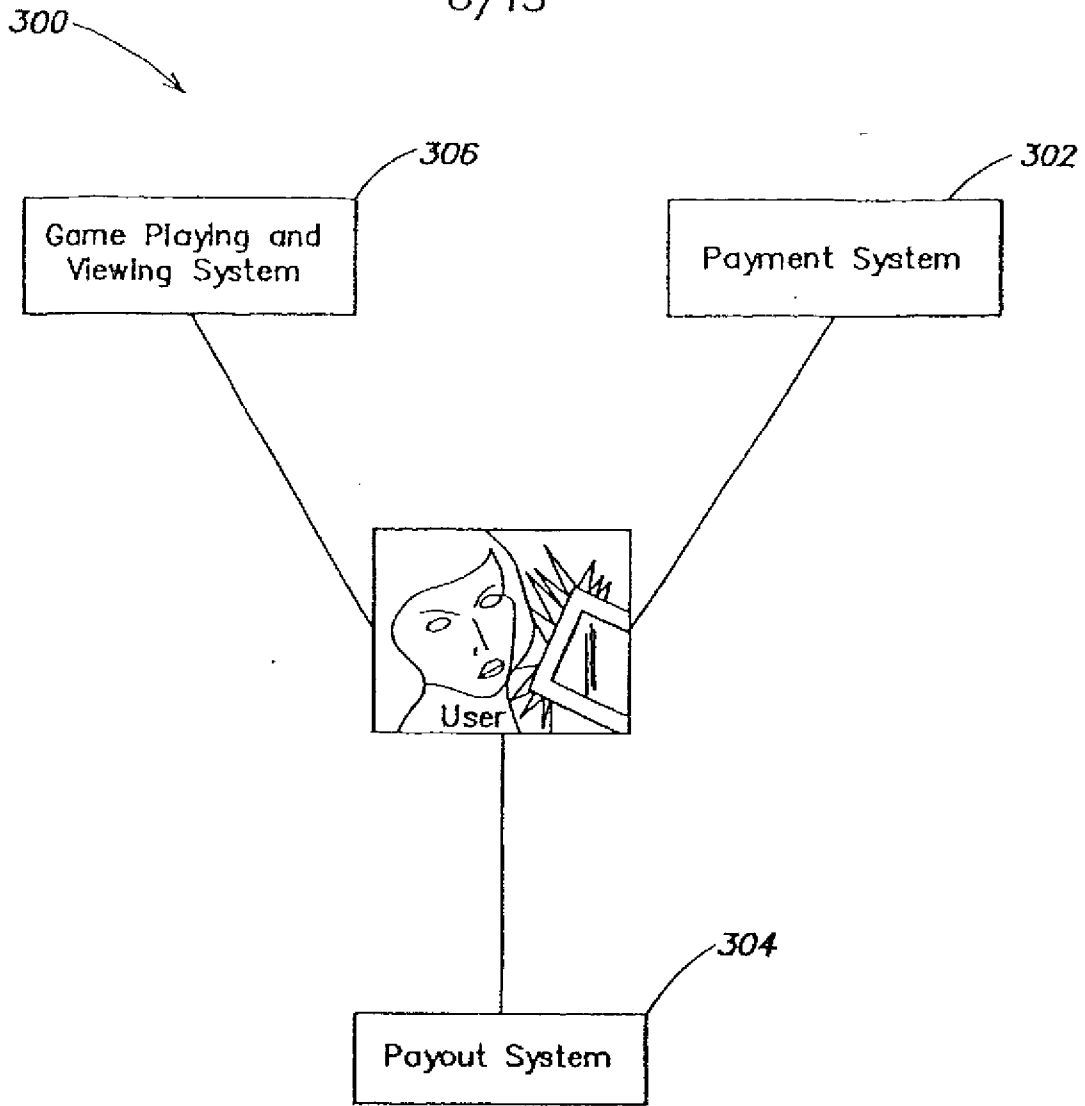 300
306
302
Game Playing and
Viewing System
Payment System
User
304
Payout System